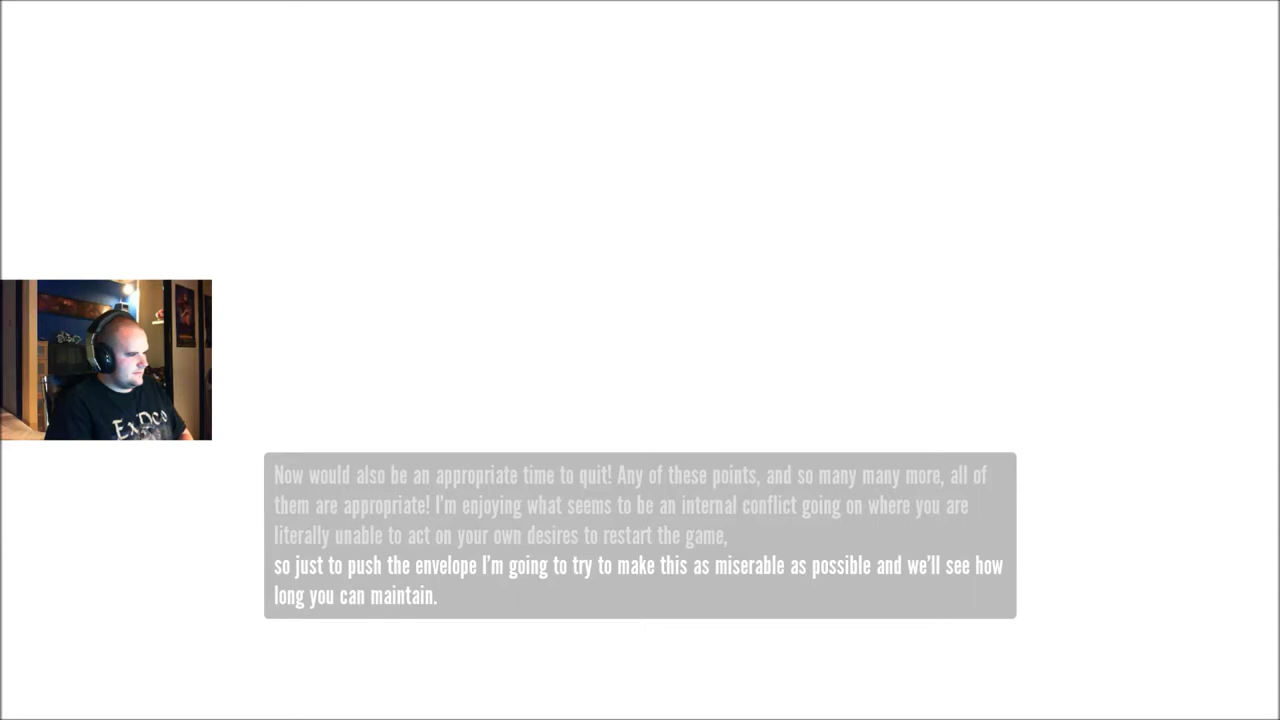 Now would also be an appropriate time to quit! Any of these points, and so many many more, all of
them are appropriate! I'm enjoying what seems to be an internal conflict going on where you are
literally unable to act on your own desires to restart the game,
so just to push the envelope I'm going to try to make this as miserable as possible and we'll see how
long you can maintain.